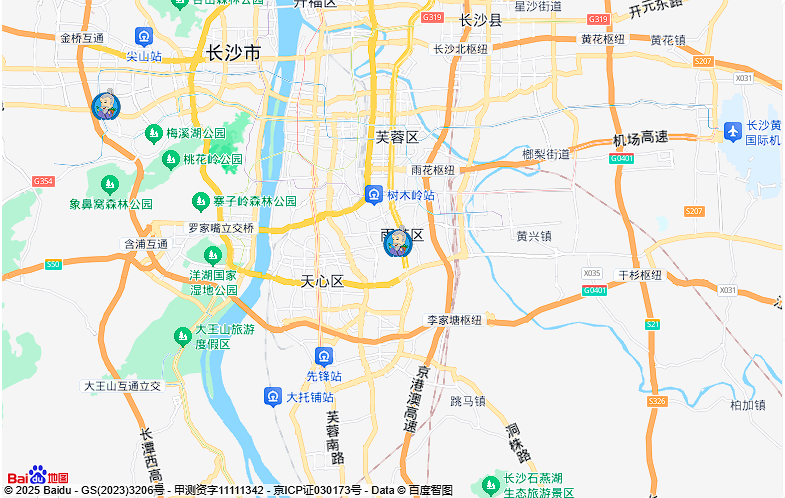 谷山森林公园
开福区
星沙街道
开元东路
G319
长沙县
G319
金桥互通
尖山站
长沙市
长沙北枢纽
黄花枢纽
黄花镇
S207
X031
梅溪湖公园
芙蓉区
机场高速
长沙黄
国际机
桃花岭公园
雨花枢纽
榔梨街道
G0401
G354
树木岭站
象鼻窝森林公园
寨子岭森林公园
S207
罗家嘴立交桥
含浦互通
区
黄兴镇
S50
洋湖国家
湿地公园
天心区
X035
干杉枢纽
G0401
X031
李家塘枢纽
S21
大王山旅游
度假区
先锋站
大王山互通立交
大托铺站
京港澳高速
跳马镇
S326
柏加镇
芙蓉南路
洞株路
长潭西高
长沙石燕湖
生态旅游景区
Bai du 地图
© 2025 Baidu - GS(2023)3206号 - 甲测资字11111342 - 京ICP证030173号 - Data © 百度智图